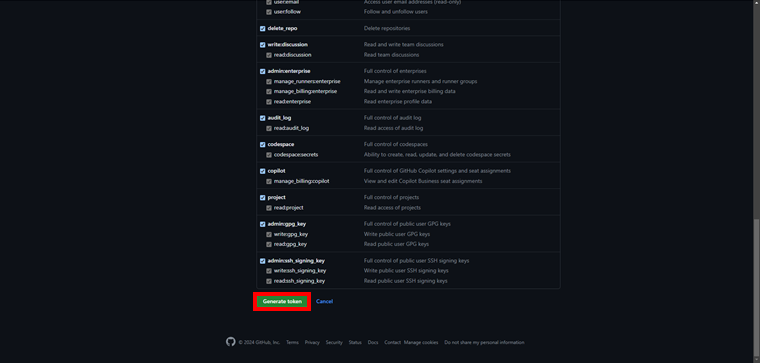 user:email Access user email addresses (read-only)
user:follow Follow and unfollow users
delete_repo Delete repositories
write:discussion Read and write team discussions
read:discussion Read team discussions
admin:enterprise Full control of enterprises
manage_runners:enterprise Manage enterprise runners and runner groups
manage_billing:enterprise Read and write enterprise billing data
read:enterprise Read enterprise profile data
audit_log Full control of audit log
read:audit_log Read access of audit log
codespace Full control of codespaces
codespace:secrets Ability to create, read, update, and delete codespace secrets
copilot Full control of GitHub Copilot settings and seat assignments
manage_billing:copilot View and edit Copilot Business seat assignments
project Full control of projects
read:project Read access of projects
admin:gpg_key Full control of public user GPG keys
write:gpg_key Write public user GPG keys
read:gpg_key Read public user GPG keys
admin:ssh_signing_key Full control of public user SSH signing keys
write:ssh_signing_key Write public user SSH signing keys
read:ssh_signing_key Read public user SSH signing keys
Generate token Cancel
© 2024 GitHub, Inc. Terms Privacy Security Status Docs Contact Manage cookies Do not share my personal information